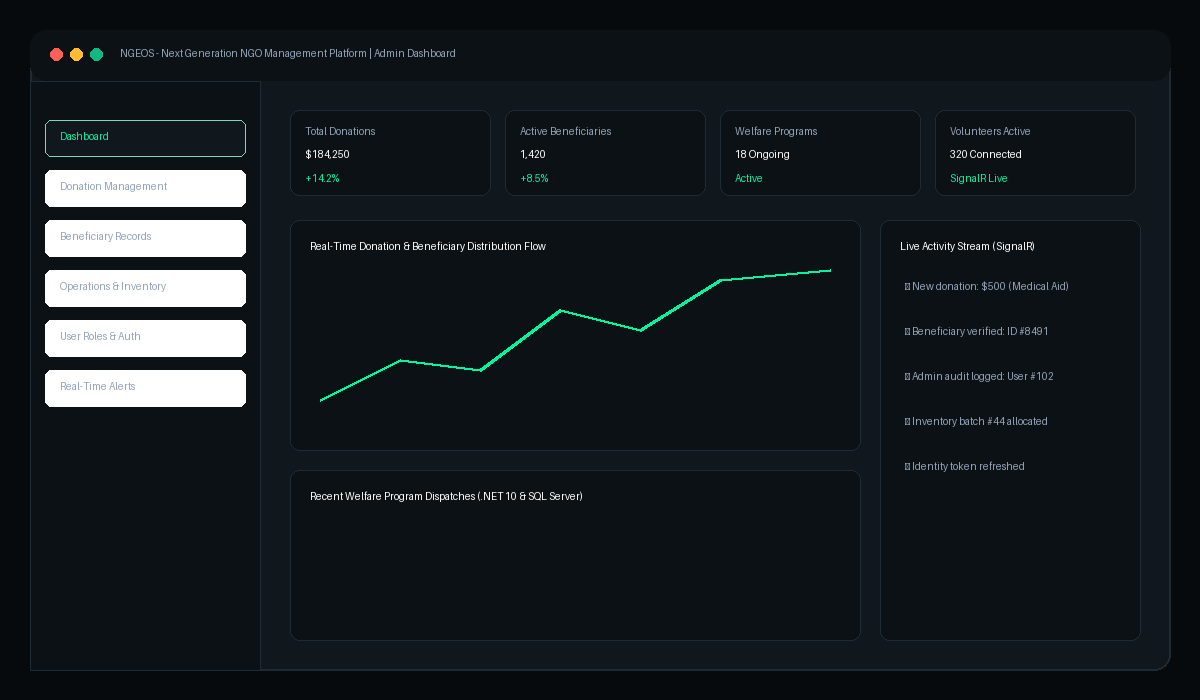 NGEOS - Next Generation NGO Management Platform | Admin Dashboard
Dashboard
Donation Management
Beneficiary Records
Operations & Inventory
User Roles & Auth
Real-Time Alerts
Total Donations
$184,250
+14.2%
Active Beneficiaries
1,420
+8.5%
Welfare Programs
18 Ongoing
Active
Volunteers Active
320 Connected
SignalR Live
Real-Time Donation & Beneficiary Distribution Flow
Recent Welfare Program Dispatches (.NET 10 & SQL Server)
Live Activity Stream (SignalR)
New donation: $500 (Medical Aid)
Beneficiary verified: ID #8491
Admin audit logged: User #102
Inventory batch #44 allocated
Identity token refreshed